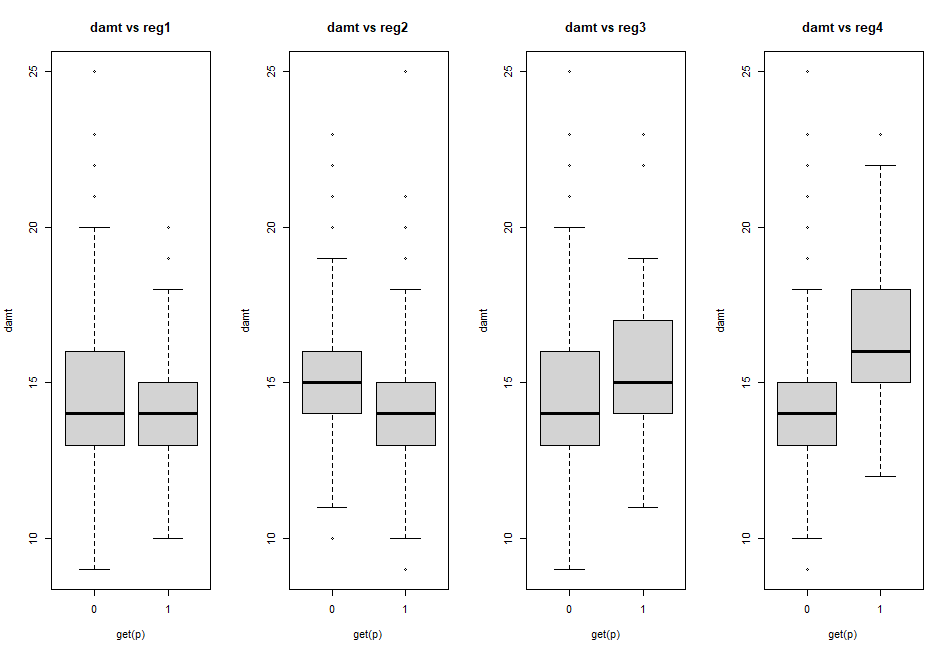 damt vs reg1
damt
25
20
15
10
0 1
get(p)
damt vs reg2
damt
25
20
15
10
0 1
get(p)
damt vs reg3
damt
25
20
15
10
0 1
get(p)
damt vs reg4
damt
25
20
15
10
0 1
get(p)